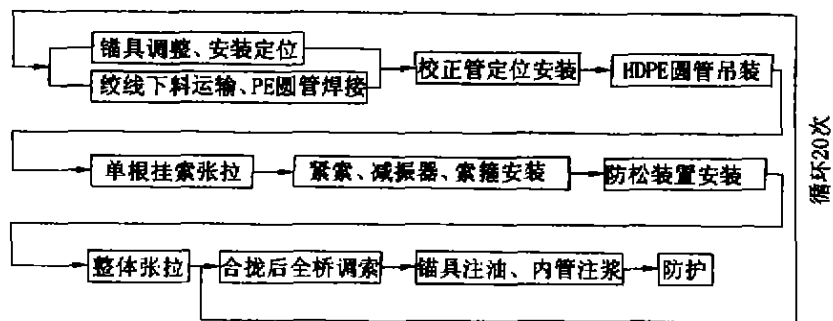 锚具调整、安装定位
绞线下料运输、PE圆管焊接
校正管定位安装
HDPE圆管吊装
单根挂索张拉
紧索、减振器、索箍安装
防松装置安装
整体张拉
合拢后全桥调索
锚具注油、内管注浆
防护
循环20次